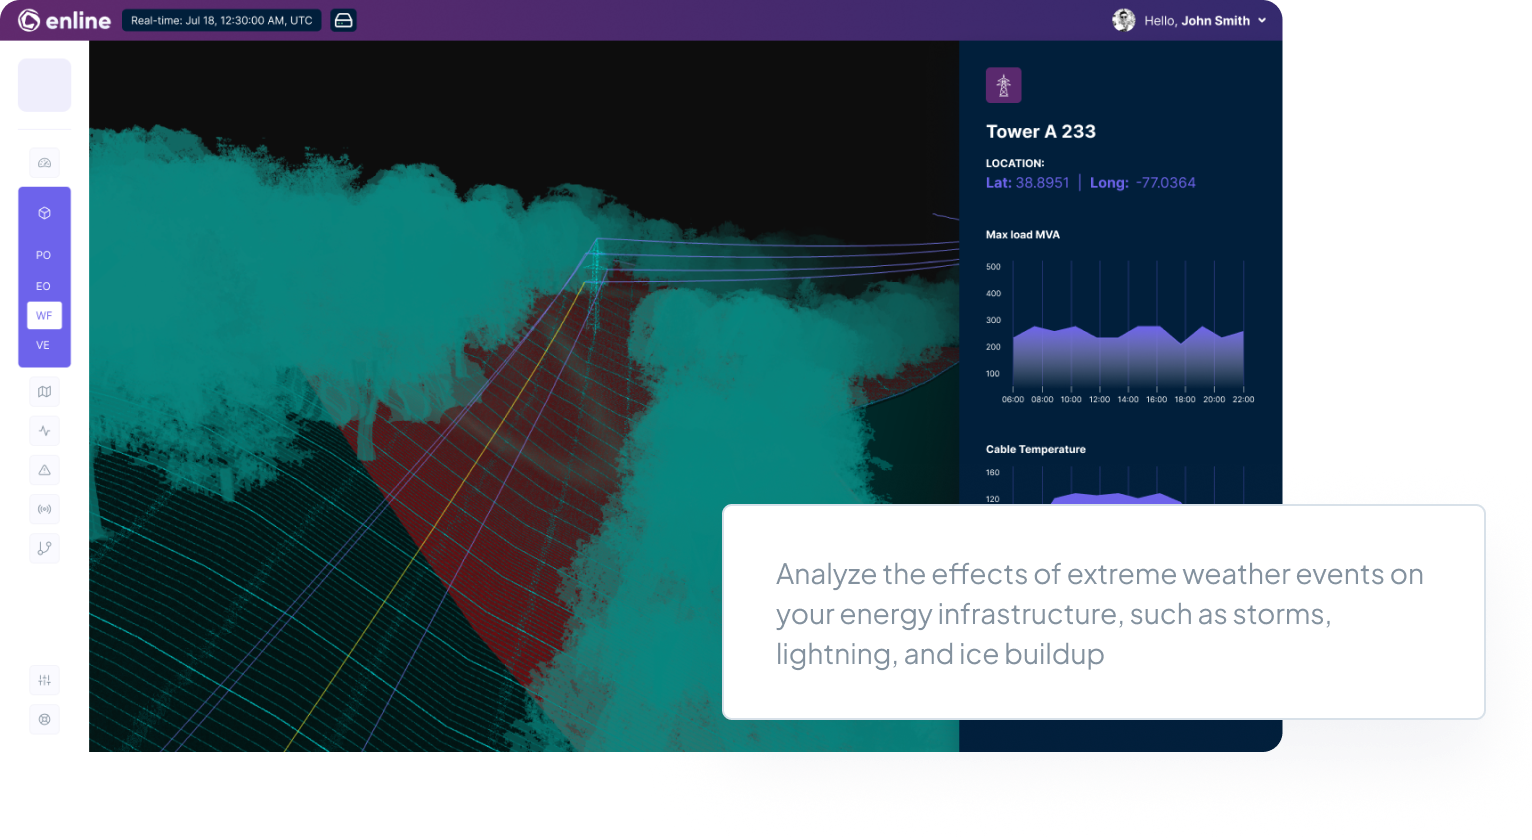 enline
Real-time: Jul 18, 12:30:00 AM, UTC
Hello, John Smith
PO
EO
WF
VE
Tower A 233
LOCATION:
Lat: 38.8951 | Long: -77.0364
Max load MVA
500
400
300
200
100
06:00 08:00 10:00 12:00 14:00 16:00 18:00 20:00 22:00
Cable Temperature
160
120
Analyze the effects of extreme weather events on
your energy infrastructure, such as storms,
lightning, and ice buildup